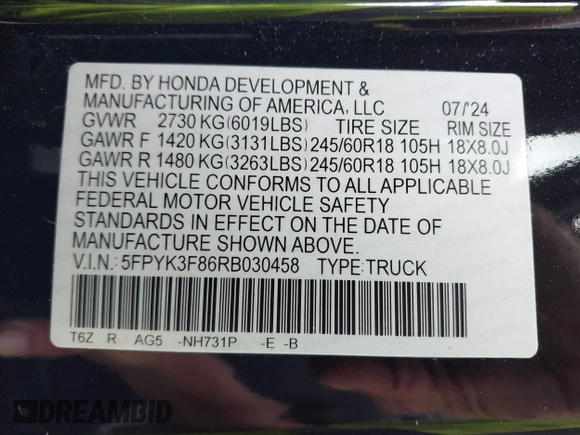 MFD. BY HONDA DEVELOPMENT &
MANUFACTURING OF AMERICA, LLC 07/'24
GVWR 2730 KG(6019LBS) TIRE SIZE RIM SIZE
GAWR F 1420 KG(3131LBS) 245/60R18 105H 18X8.0J
GAWR R 1480 KG(3263LBS) 245/60R18 105H 18X8.0J
THIS VEHICLE CONFORMS TO ALL APPLICABLE
FEDERAL MOTOR VEHICLE SAFETY
STANDARDS IN EFFECT ON THE DATE OF
MANUFACTURE SHOWN ABOVE.
V.I.N.:5FPYK3F86RB030458 TYPE:TRUCK
T6Z R AG5 -NH731P -E -B
DREAMBID